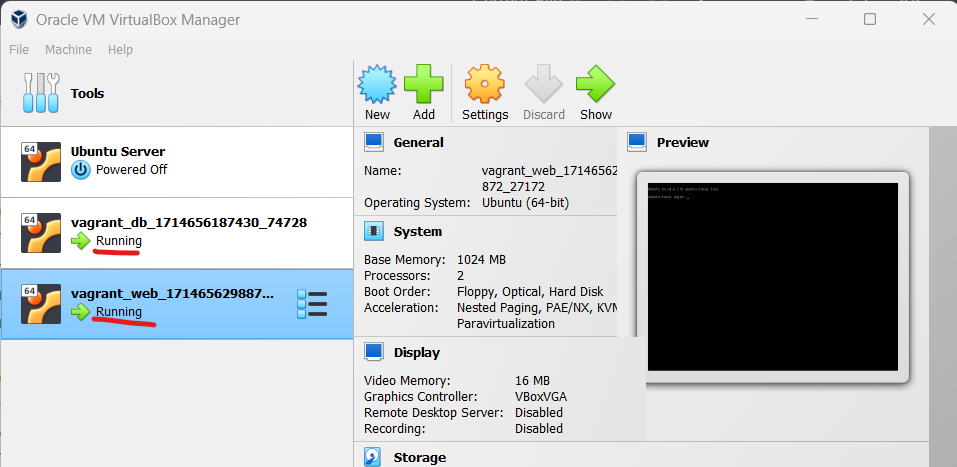 Oracle VM VirtualBox Manager
File Machine Help
Tools
New Add Settings Discard Show
64
Ubuntu Server
Powered Off
64
vagrant_db_1714656187430_74728
Running
64
vagrant_web_171465629887...
Running
General
Name: vagrant_web_17146562
872_27172
Operating System: Ubuntu (64-bit)
System
Base Memory: 1024 MB
Processors: 2
Boot Order: Floppy, Optical, Hard Disk
Acceleration: Nested Paging, PAE/NX, KVM
Paravirtualization
Display
Video Memory: 16 MB
Graphics Controller: VBoxVGA
Remote Desktop Server: Disabled
Recording: Disabled
Storage
Preview